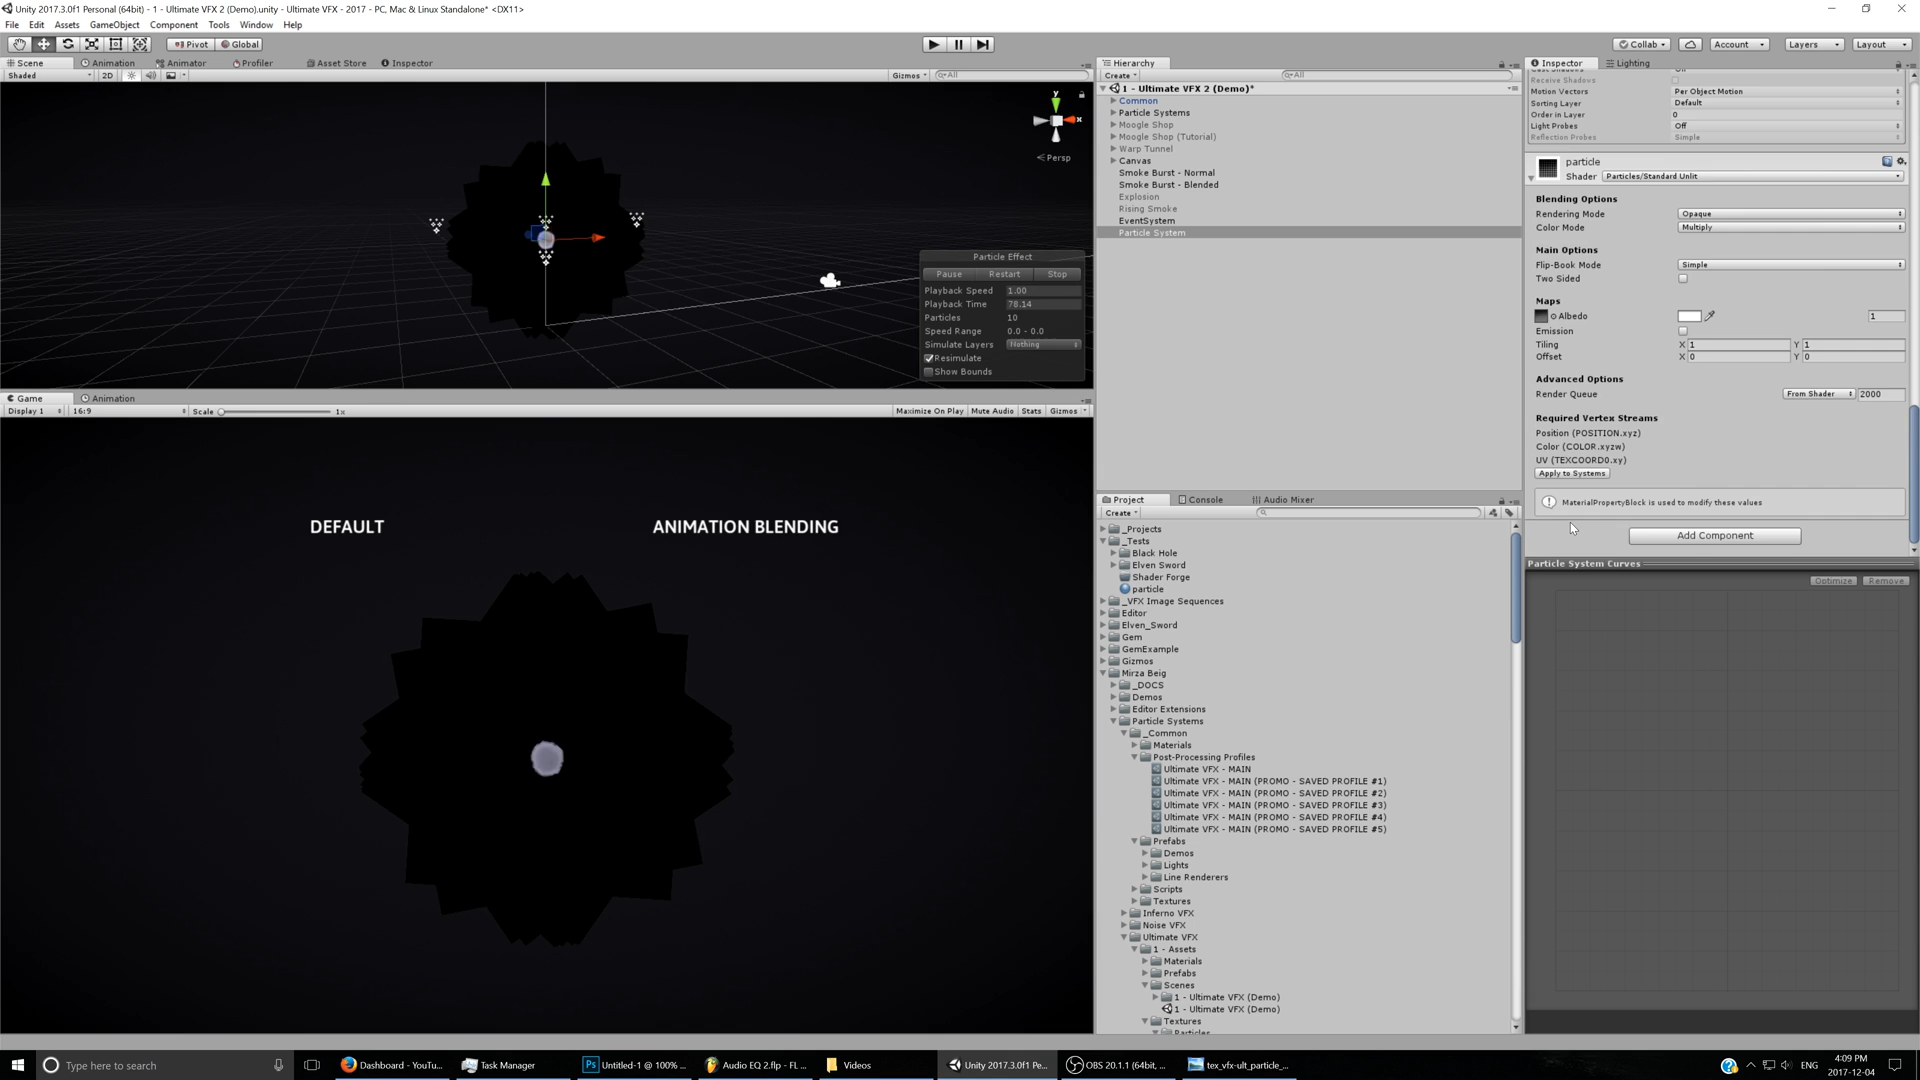 Unity 2017.3.0f1 Personal (64bit) - 1 - Ultimate VFX 2 (Demo).unity - Ultimate VFX - 2017 - PC, Mac & Linux Standalone* <DX11>
File Edit Assets GameObject Component Tools Window Help
Pivot Global Collab Account Layers Layout
Scene Animation Animator Profiler Asset Store Inspector
Shaded 2D Gizmos All
y
x
Persp
Particle Effect
Pause Restart Stop
Playback Speed 1.00
Playback Time 78.14
Particles 10
Speed Range 0.0 - 0.0
Simulate Layers Nothing
Resimulate
Show Bounds
Game Animation
Display 1 16:9 Scale 1x Maximize On Play Mute Audio Stats Gizmos
DEFAULT ANIMATION BLENDING
Hierarchy
Create All
1 - Ultimate VFX 2 (Demo)*
Common
Particle Systems
Moogle Shop
Moogle Shop (Tutorial)
Warp Tunnel
Canvas
Smoke Burst - Normal
Smoke Burst - Blended
Explosion
Rising Smoke
EventSystem
Particle System
Project Console Audio Mixer
Create
_Projects
_Tests
Black Hole
Elven Sword
Shader Forge
particle
_VFX Image Sequences
Editor
Elven_Sword
Gem
GemExample
Gizmos
Mirza Beig
_DOCS
Demos
Editor Extensions
Particle Systems
_Common
Materials
Post-Processing Profiles
Ultimate VFX - MAIN
Ultimate VFX - MAIN (PROMO - SAVED PROFILE #1)
Ultimate VFX - MAIN (PROMO - SAVED PROFILE #2)
Ultimate VFX - MAIN (PROMO - SAVED PROFILE #3)
Ultimate VFX - MAIN (PROMO - SAVED PROFILE #4)
Ultimate VFX - MAIN (PROMO - SAVED PROFILE #5)
Prefabs
Demos
Lights
Line Renderers
Scripts
Textures
Inferno VFX
Noise VFX
Ultimate VFX
1 - Assets
Materials
Prefabs
Scenes
1 - Ultimate VFX (Demo)
1 - Ultimate VFX (Demo)
Textures
Particles
Inspector Lighting
Cast Shadows Off
Receive Shadows
Motion Vectors Per Object Motion
Sorting Layer Default
Order in Layer 0
Light Probes Off
Reflection Probes Simple
particle
Shader Particles/Standard Unlit
Blending Options
Rendering Mode Opaque
Color Mode Multiply
Main Options
Flip-Book Mode Simple
Two Sided
Maps
Albedo 1
Emission
Tiling X 1 Y 1
Offset X 0 Y 0
Advanced Options
Render Queue From Shader 2000
Required Vertex Streams
Position (POSITION.xyz)
Color (COLOR.xyzw)
UV (TEXCOORD0.xy)
Apply to Systems
MaterialPropertyBlock is used to modify these values
Add Component
Particle System Curves
Optimize Remove
Type here to search Dashboard - YouTu... Task Manager Untitled-1 @ 100% ... Audio EQ 2.flp - FL ... Videos Unity 2017.3.0f1 Pe... OBS 20.1.1 (64bit, ... tex_vfx-ult_particle_... ENG 4:09 PM
2017-12-04